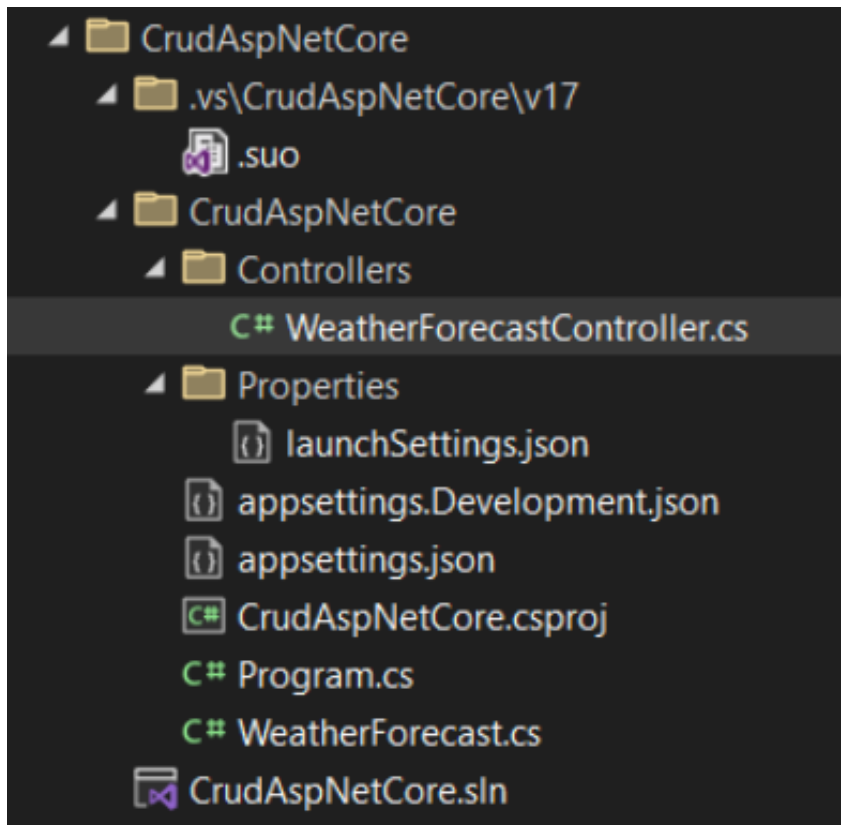 CrudAspNetCore
.vs\CrudAspNetCore\v17
.suo
CrudAspNetCore
Controllers
C# WeatherForecastController.cs
Properties
launchSettings.json
appsettings.Development.json
appsettings.json
C# CrudAspNetCore.csproj
C# Program.cs
C# WeatherForecast.cs
CrudAspNetCore.sln